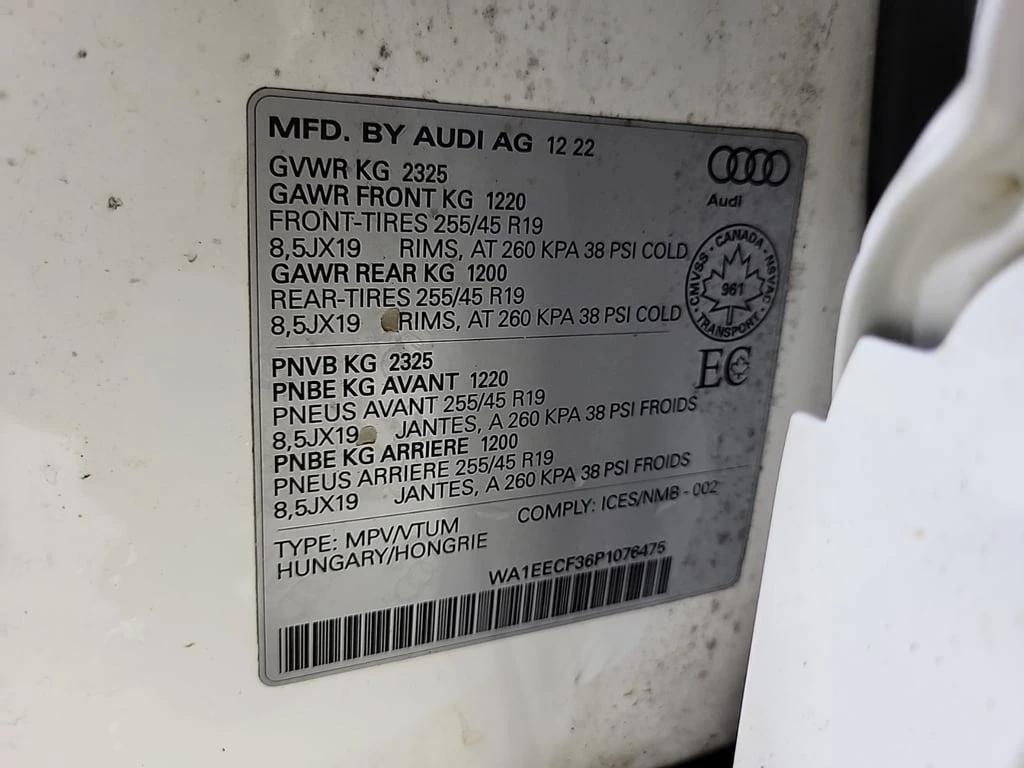 MFD. BY AUDI AG 12 22
GVWR KG 2325
GAWR FRONT KG 1220
FRONT-TIRES 255/45 R19
8,5JX19 RIMS, AT 260 KPA 38 PSI COLD
GAWR REAR KG 1200
REAR-TIRES 255/45 R19
8,5JX19 RIMS, AT 260 KPA 38 PSI COLD
Audi
CMVSS · CANADA · NSVAC
961
· TRANSPORT ·
EC
PNVB KG 2325
PNBE KG AVANT 1220
PNEUS AVANT 255/45 R19
8,5JX19 JANTES, A 260 KPA 38 PSI FROIDS
PNBE KG ARRIERE 1200
PNEUS ARRIERE 255/45 R19
8,5JX19 JANTES, A 260 KPA 38 PSI FROIDS
TYPE: MPV/VTUM COMPLY: ICES/NMB - 002
HUNGARY/HONGRIE
WA1EECF36P1076475